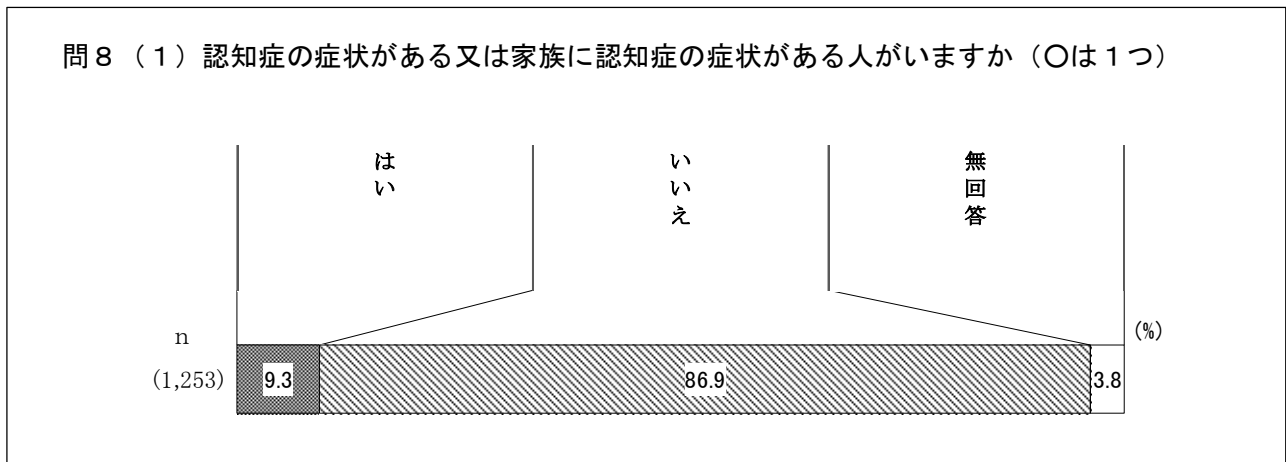 問８（１）認知症の症状がある又は家族に認知症の症状がある人がいますか（〇は１つ）
はい
いいえ
無回答
n
(%)
(1,253)
9.3
86.9
3.8